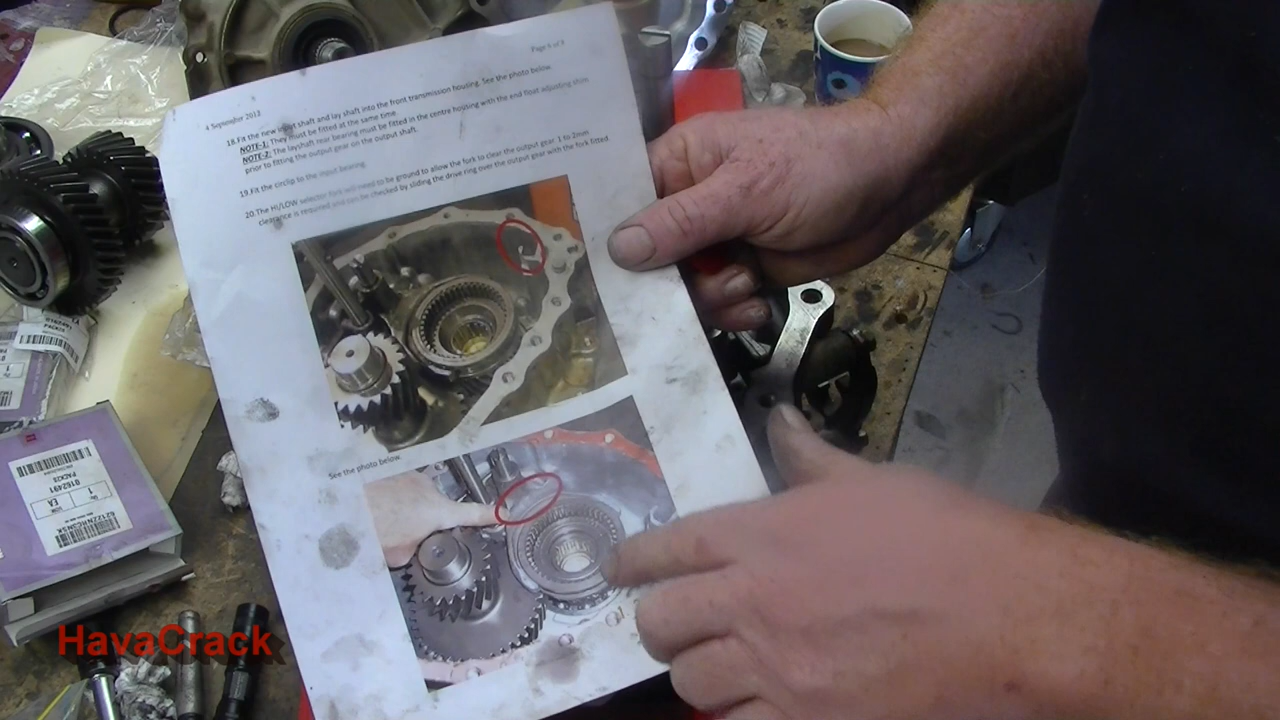 Page 6 of 8
4 September 2012
18.Fit the new input shaft and lay shaft into the front transmission housing. See the photo below.
NOTE-1: They must be fitted at the same time.
NOTE-2: The layshaft rear bearing must be fitted in the centre housing with the end float adjusting shim
prior to fitting the output gear on the output shaft.
19.Fit the circlip to the input bearing.
20.The Hi/LOW selector fork will need to be ground to allow the fork to clear the output gear. 1 to 2mm
clearance is required and can be checked by sliding the drive ring over the output gear with the fork fitted.
See the photo below.
0162491
PACK25
EA
1
HavaCrack